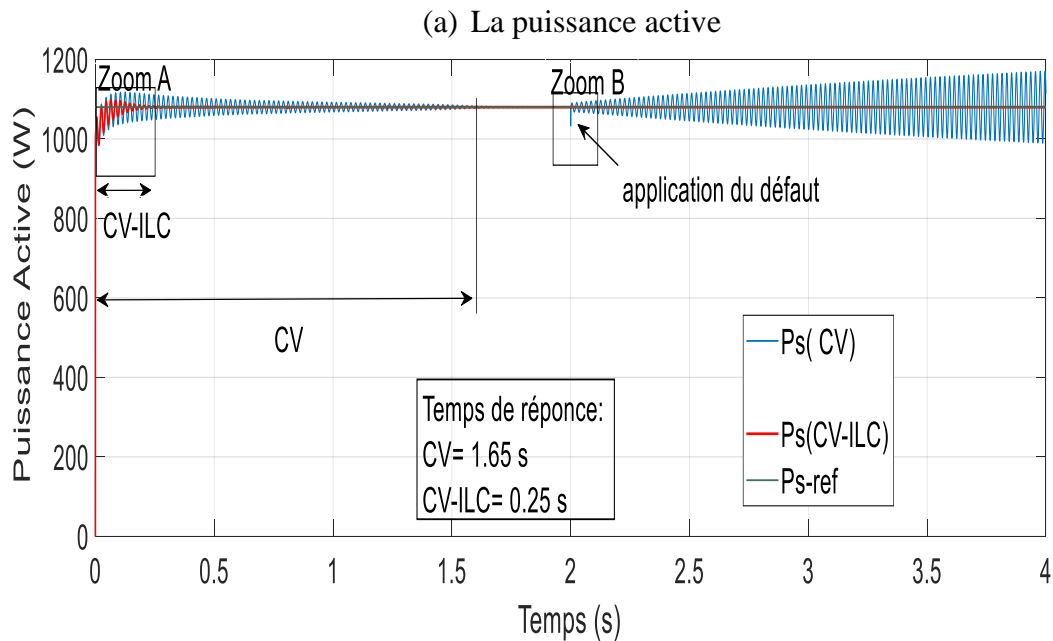 (a) La puissance active
1200
1000
800
600
400
200
0
Puissance Active (W)
Zoom A
Zoom B
application du défaut
CV-ILC
CV
Temps de réponce:
CV= 1.65 s
CV-ILC= 0.25 s
Ps( CV)
Ps(CV-ILC)
Ps-ref
0 0.5 1 1.5 2 2.5 3 3.5 4
Temps (s)